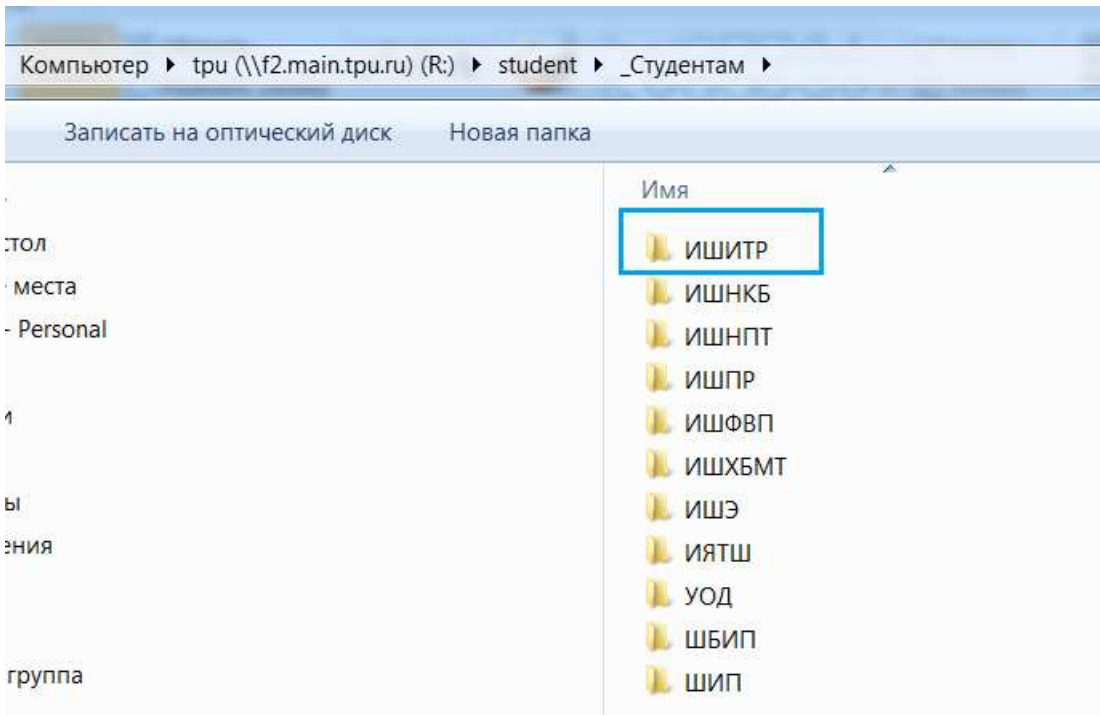 Компьютер tpu (\\f2.main.tpu.ru) (R:) student _Студентам
Записать на оптический диск Новая папка
Имя
стол
места
- Personal
и
ы
ения
группа
ИШИТР
ИШНКБ
ИШНПТ
ИШПР
ИШФВП
ИШХБМТ
ИШЭ
ИЯТШ
УОД
ШБИП
ШИП